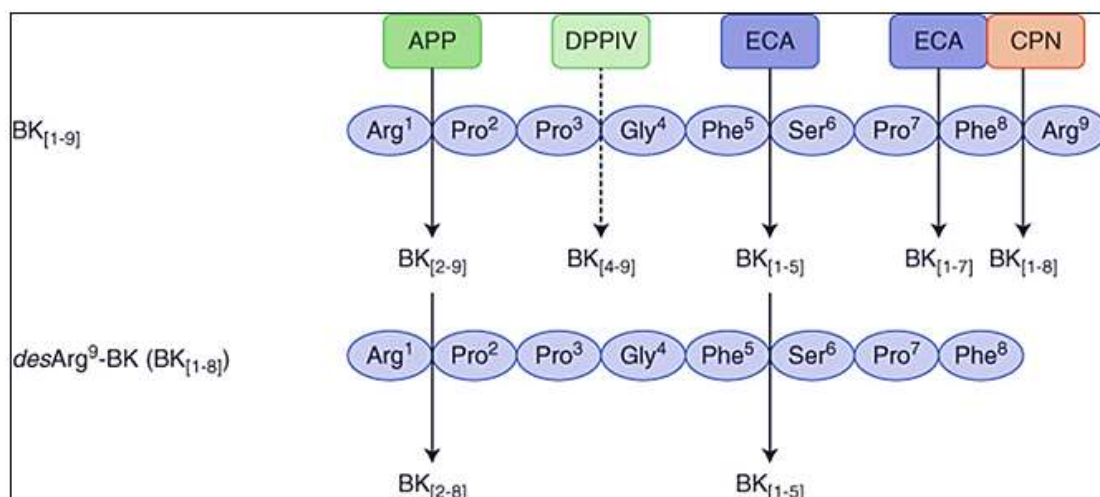 APP DPPIV ECA ECA CPN
BK[1-9] Arg1 Pro2 Pro3 Gly4 Phe5 Ser6 Pro7 Phe8 Arg9
BK[2-9] BK[4-9] BK[1-5] BK[1-7] BK[1-8]
desArg9-BK (BK[1-8]) Arg1 Pro2 Pro3 Gly4 Phe5 Ser6 Pro7 Phe8
BK[2-8] BK[1-5]